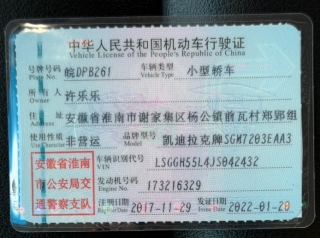 中华人民共和国机动车行驶证
Vehicle License of the People's Republic of China
号牌号码 皖DPB261 车辆类型 小型轿车
Plate No. Vehicle Type
所有人 许乐乐
Owner
住址 安徽省淮南市谢家集区杨公镇前瓦村郑郢组
Address
使用性质 非营运 品牌型号 凯迪拉克牌SGM7203EAA3
Use Character Model
安徽省淮南 车辆识别代号 LSGGH55L4JS042432
VIN
市公安局交 发动机号码 173216329
Engine No.
通警察支队 注册日期 2017-11-29 发证日期 2022-01-20
Register Date Issue Date